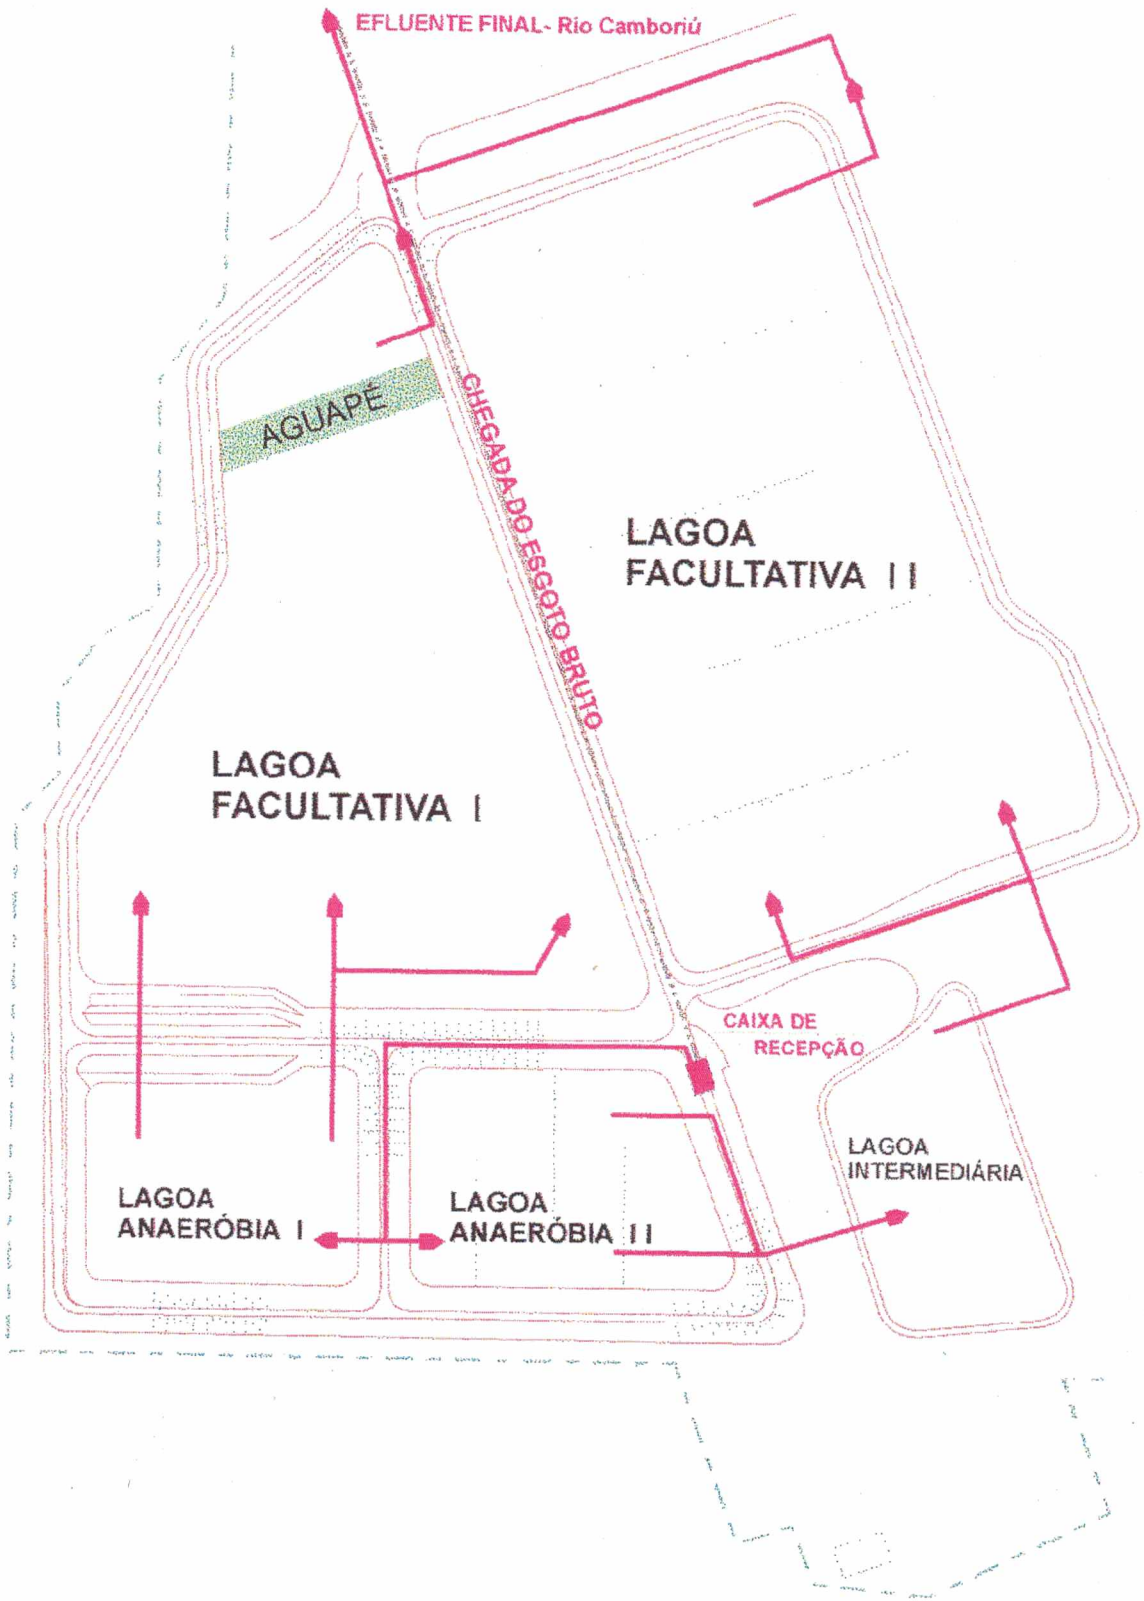 EFLUENTE FINAL- Rio Camboriú
AGUAPÉ
CHEGADA DO ESGOTO BRUTO
LAGOA
FACULTATIVA II
LAGOA
FACULTATIVA I
CAIXA DE
RECEPÇÃO
LAGOA
INTERMEDIÁRIA
LAGOA
ANAERÓBIA I
LAGOA
ANAERÓBIA II